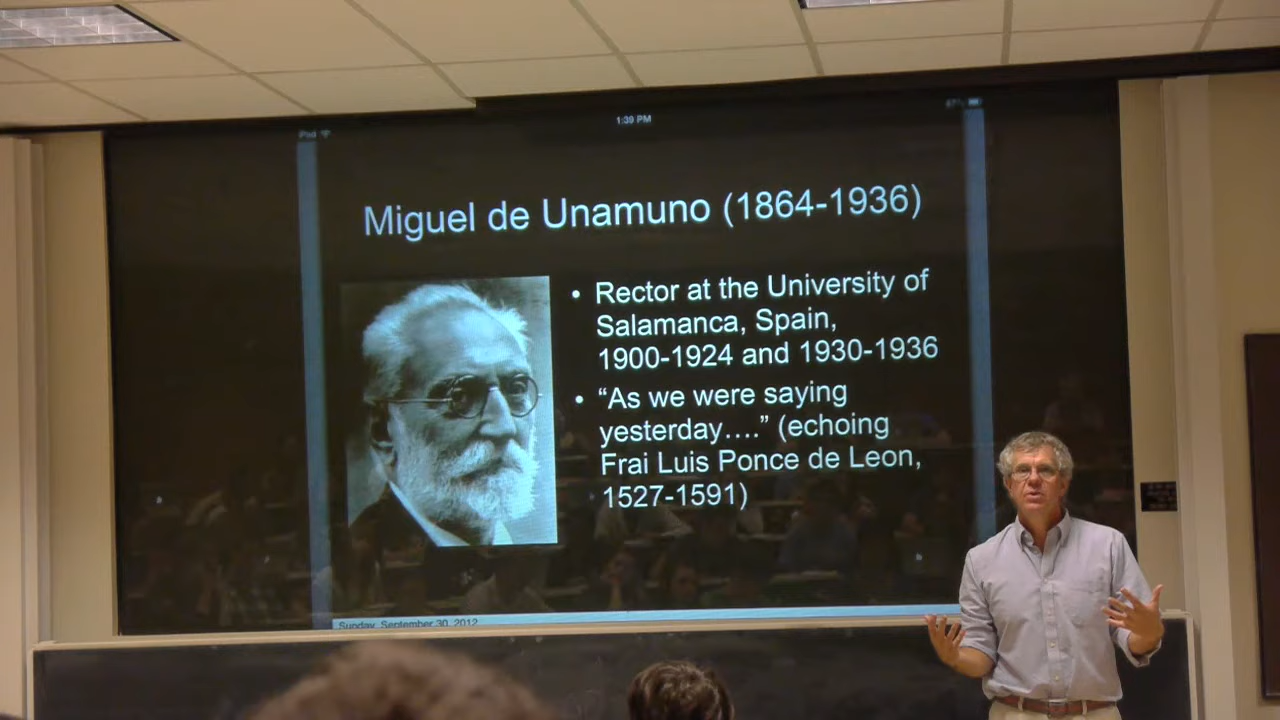 iPod
1:39 PM
Miguel de Unamuno (1864-1936)
• Rector at the University of
Salamanca, Spain,
1900-1924 and 1930-1936
• “As we were saying
yesterday....” (echoing
Frai Luis Ponce de Leon,
1527-1591)
Sunday, September 30, 2012